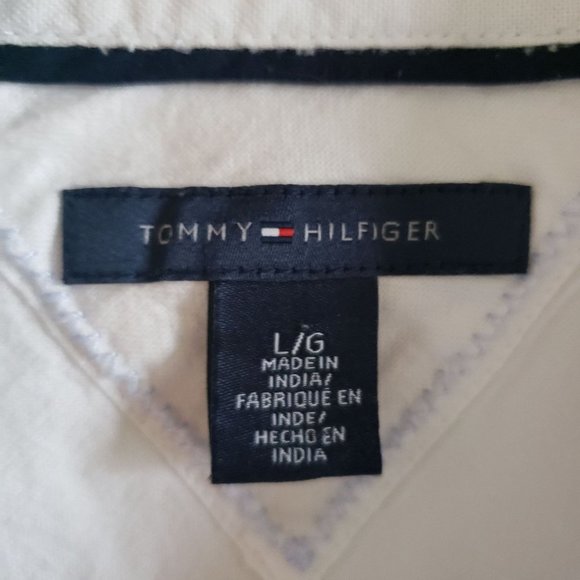 TOMMY HILFIGER
L/G
MADE IN
INDIA/
FABRIQUÉ EN
INDE/
HECHO EN
INDIA